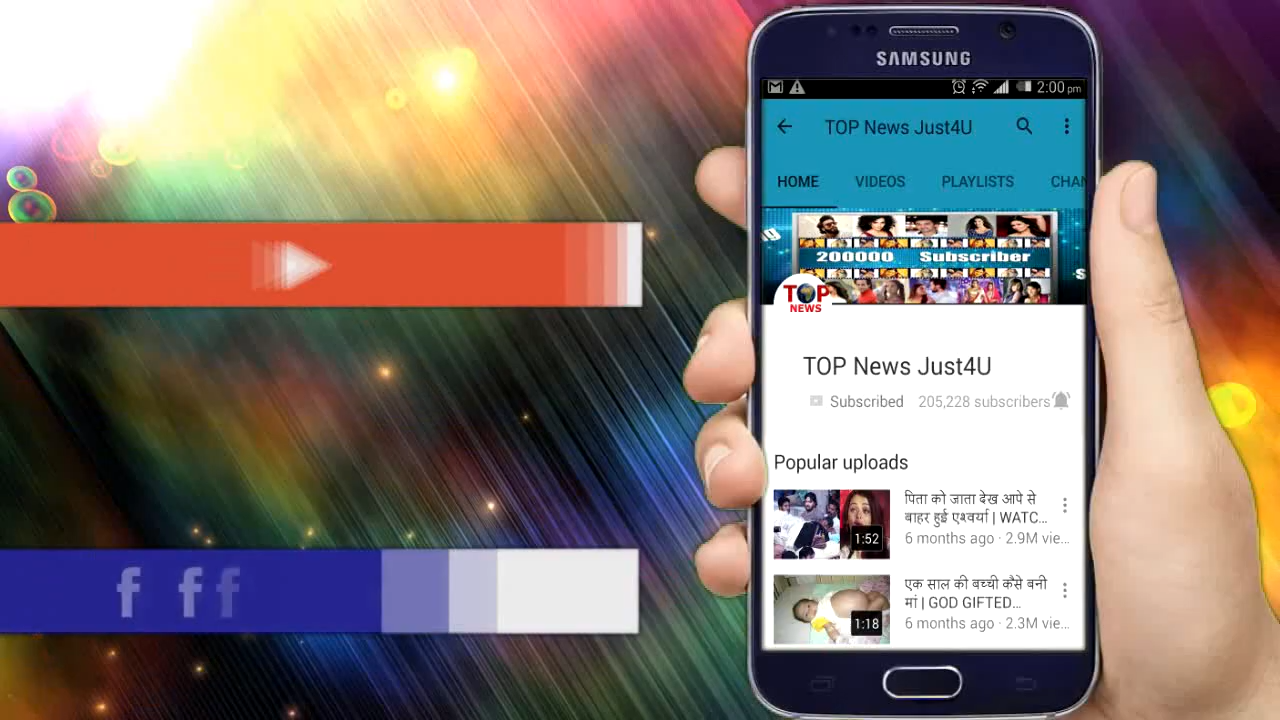 SAMSUNG
2:00 pm
TOP News Just4U
HOME VIDEOS PLAYLISTS CHAN
200000 Subscriber
TOP
NEWS
TOP News Just4U
Subscribed 205,228 subscribers
Popular uploads
पिता को जाता देख आपे से
बाहर हुई एश्वर्या | WATC...
1:52
6 months ago · 2.9M vie...
एक साल की बच्ची कैसे बनी
मां | GOD GIFTED...
1:18
6 months ago · 2.3M vie...
f f f